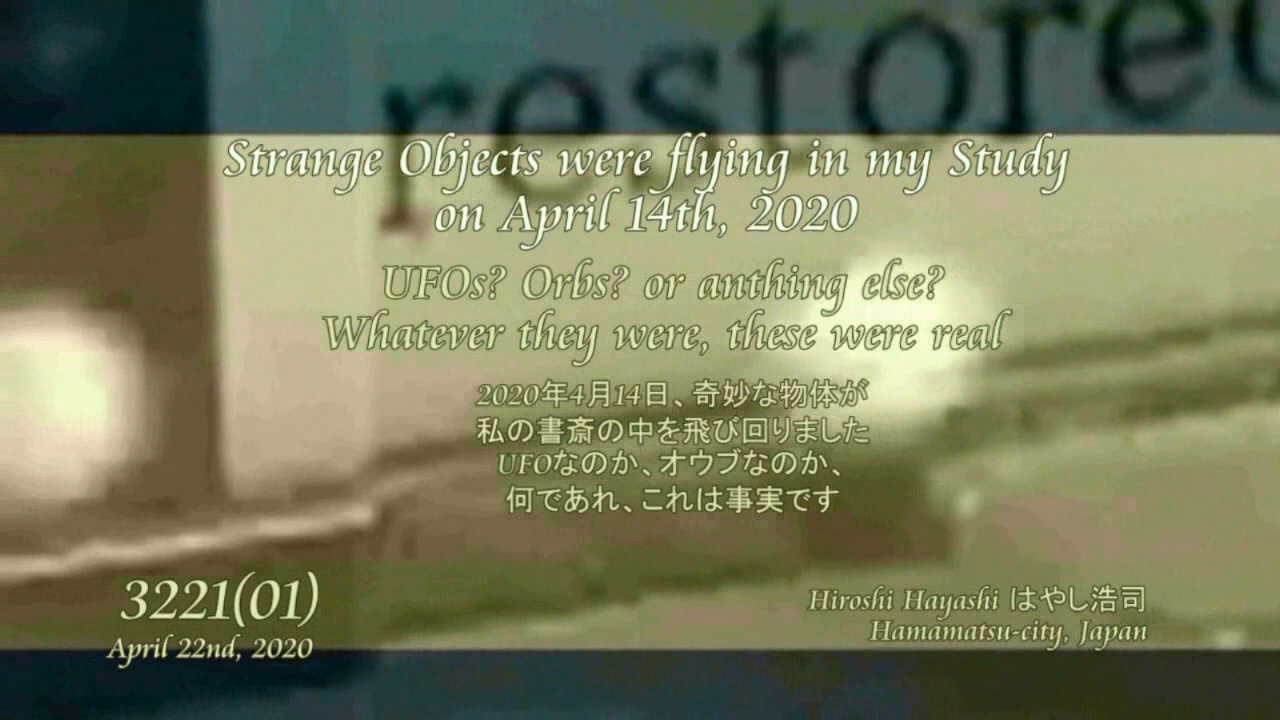 restored
Strange Objects were flying in my Study
on April 14th, 2020
UFOs? Orbs? or anthing else?
Whatever they were, these were real
2020年4月14日、奇妙な物体が
私の書斎の中を飛び回りました
UFOなのか、オウブなのか、
何であれ、これは事実です
3221(01)
April 22nd, 2020
Hiroshi Hayashi はやし浩司
Hamamatsu-city, Japan